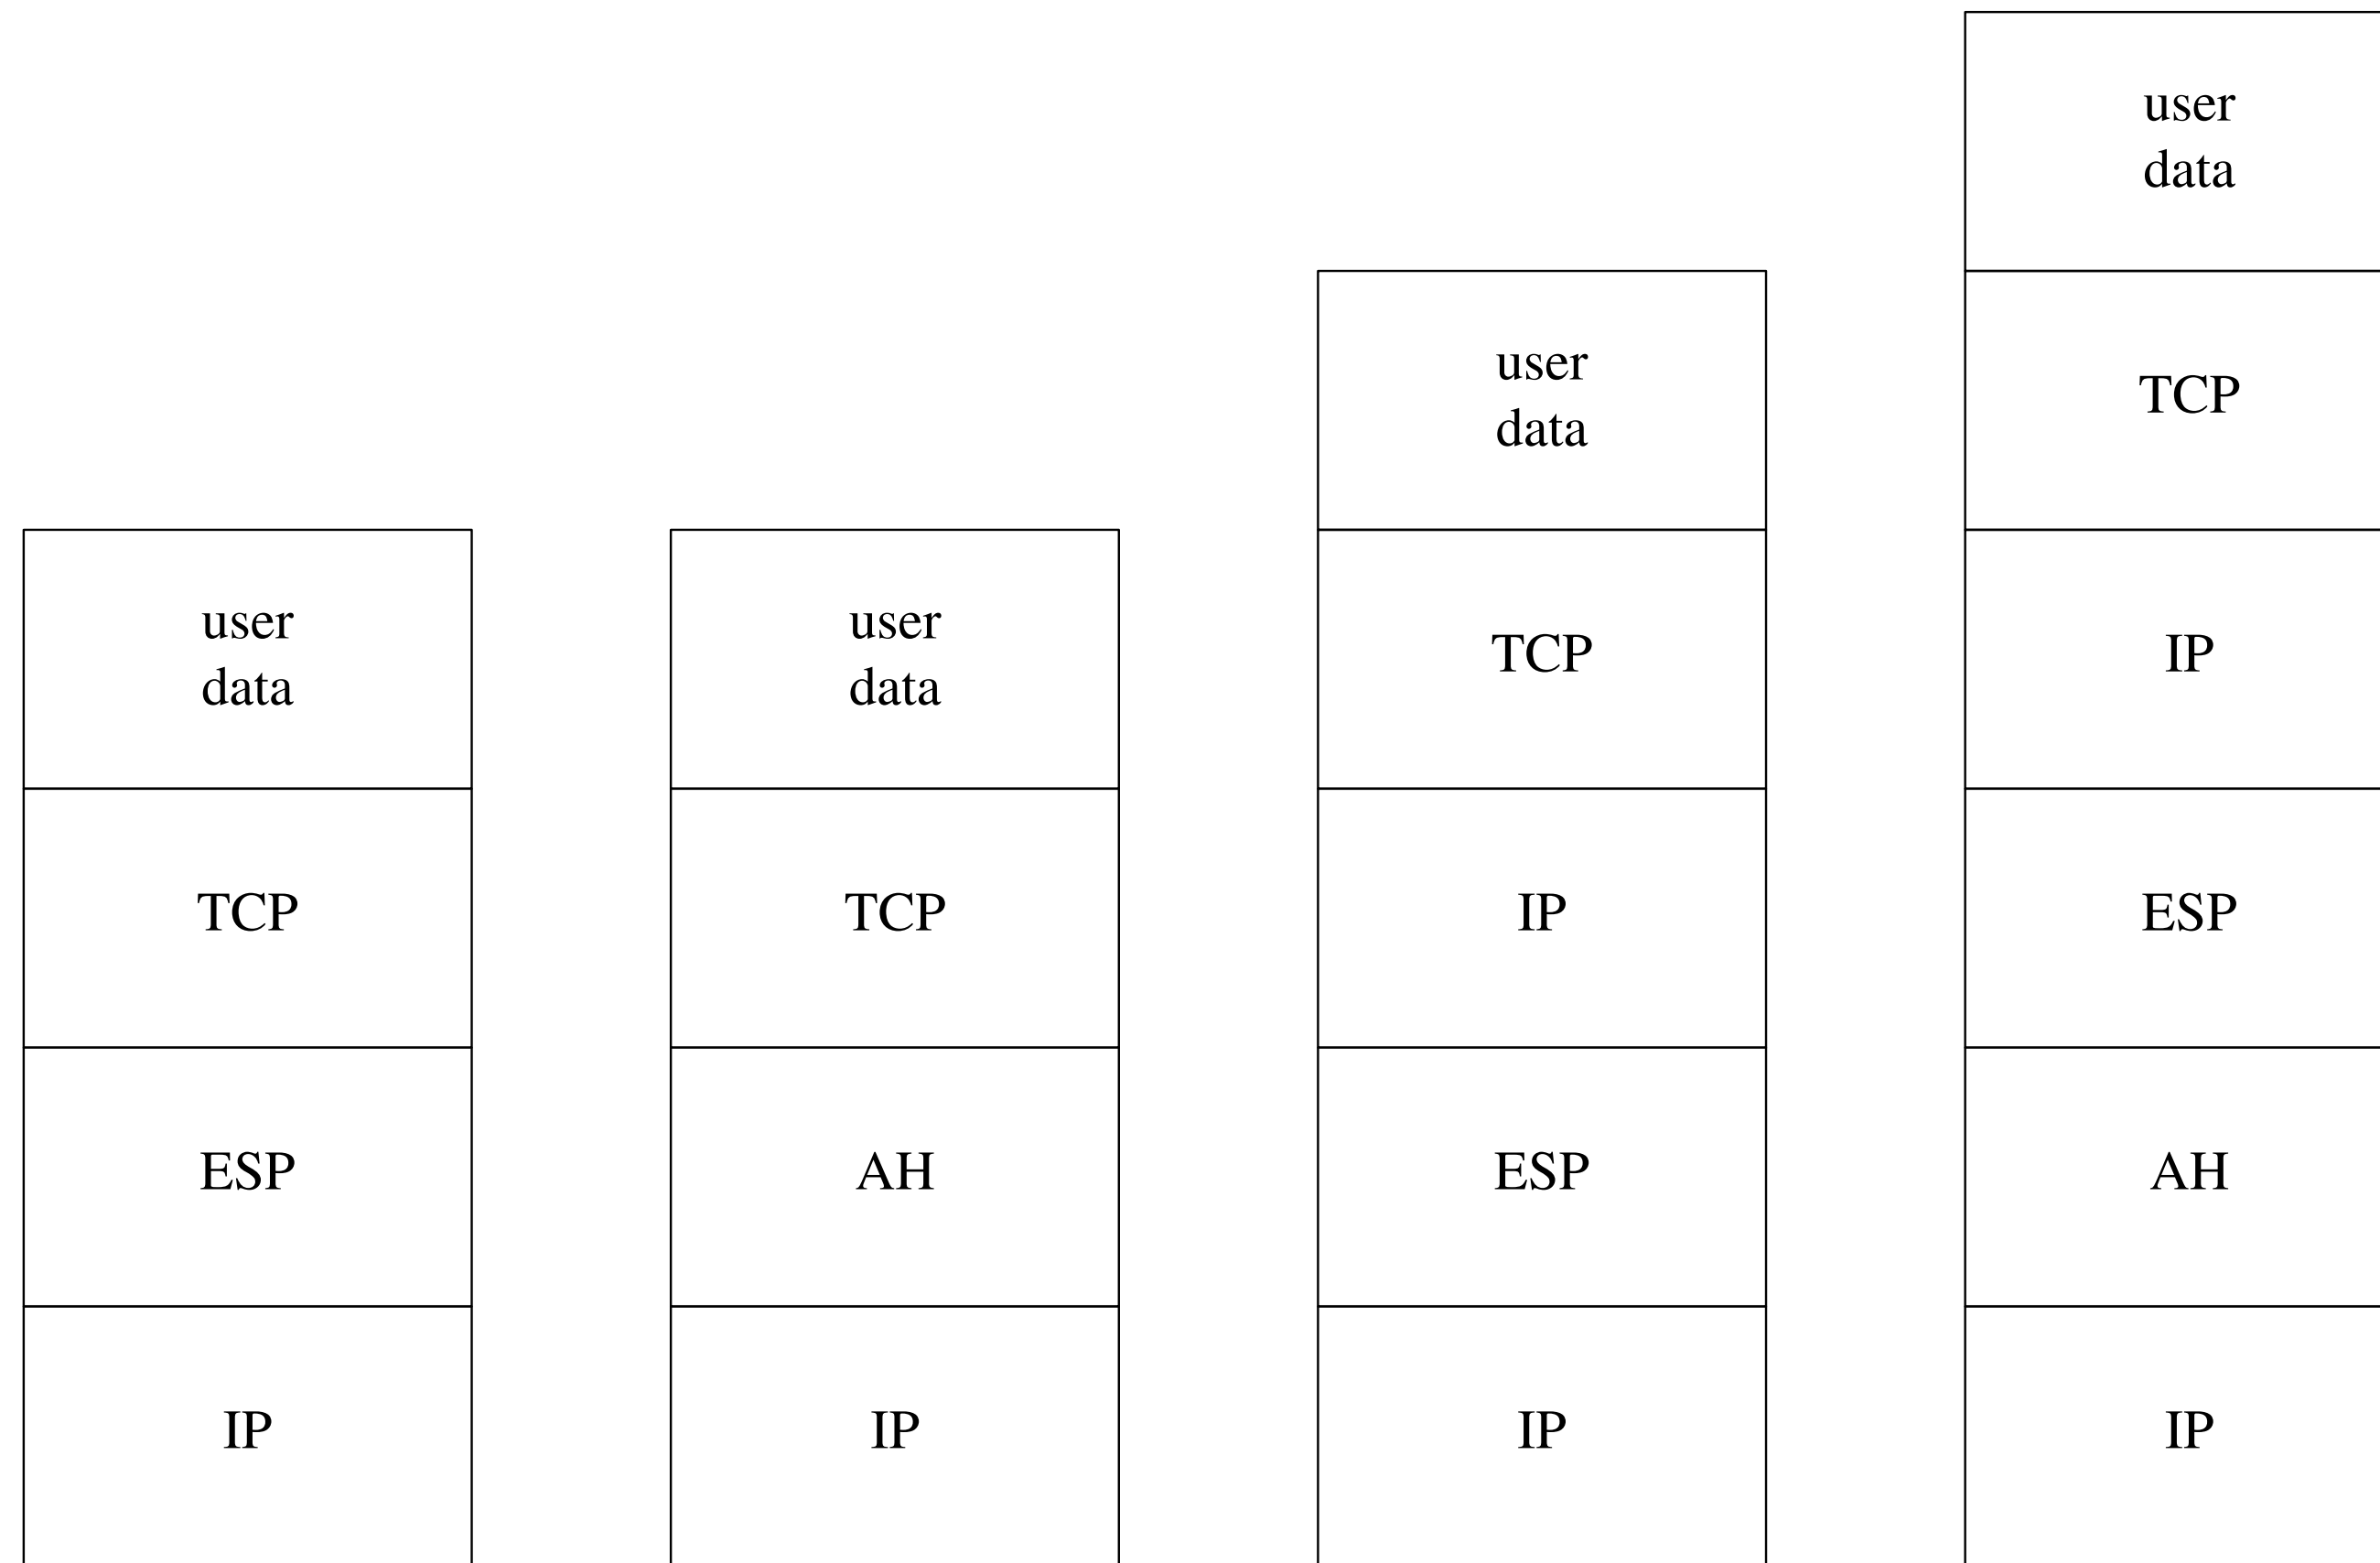 user
data
TCP
ESP
IP
user
data
TCP
AH
IP
user
data
TCP
IP
ESP
IP
user
data
TCP
IP
ESP
AH
IP